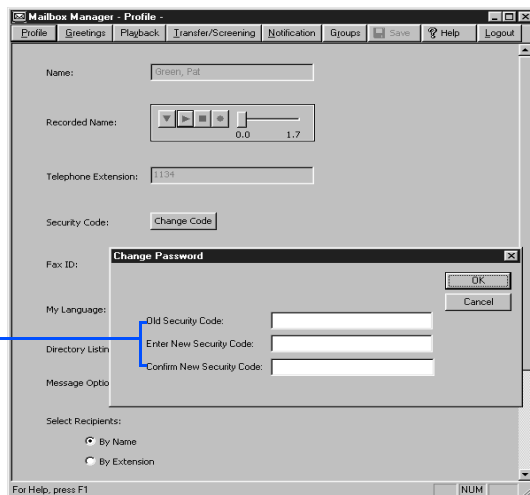 Mailbox Manager - Profile -
Profile Greetings Playback Transfer/Screening Notification Groups Save Help Logout
Name: Green, Pat
Recorded Name:
0.0 1.7
Telephone Extension: 1134
Security Code: Change Code
Change Password
Fax ID:
OK
Cancel
My Language:
Old Security Code:
Enter New Security Code:
Directory Listin
Confirm New Security Code:
Message Optio
Select Recipients:
By Name
By Extension
For Help, press F1 NUM